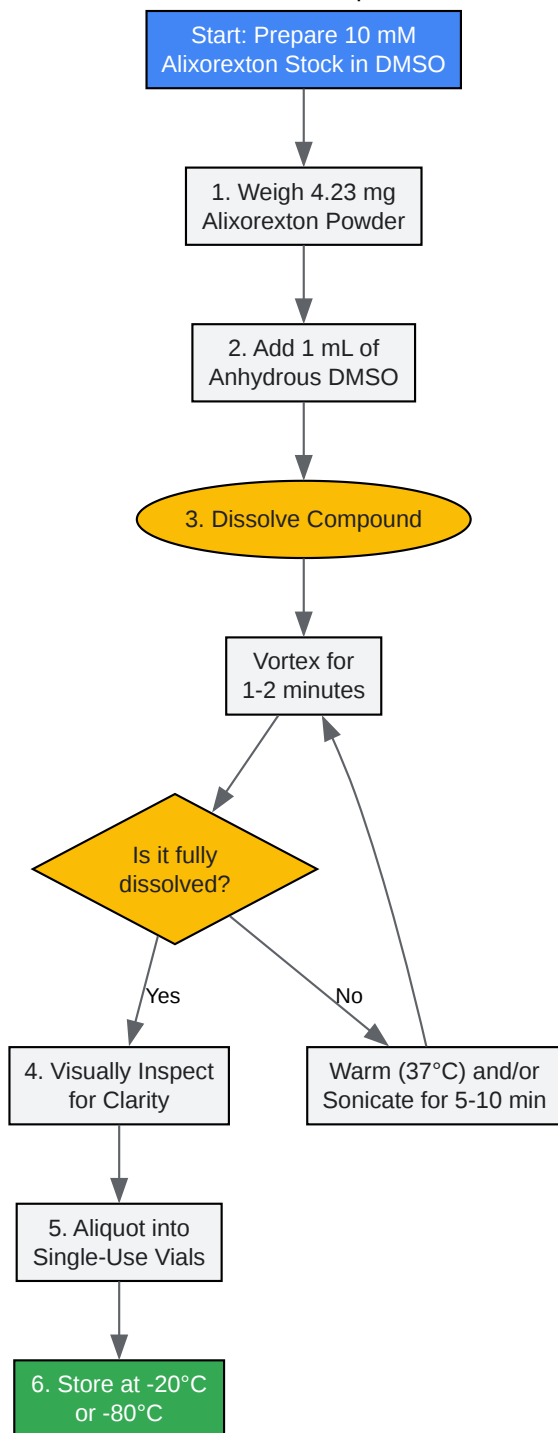 Start: Prepare 10 mM
Alixorexton Stock in DMSO
1. Weigh 4.23 mg
Alixorexton Powder
2. Add 1 mL of
Anhydrous DMSO
3. Dissolve Compound
Vortex for
1-2 minutes
Is it fully
dissolved?
Yes
No
4. Visually Inspect
for Clarity
Warm (37°C) and/or
Sonicate for 5-10 min
5. Aliquot into
Single-Use Vials
6. Store at -20°C
or -80°C